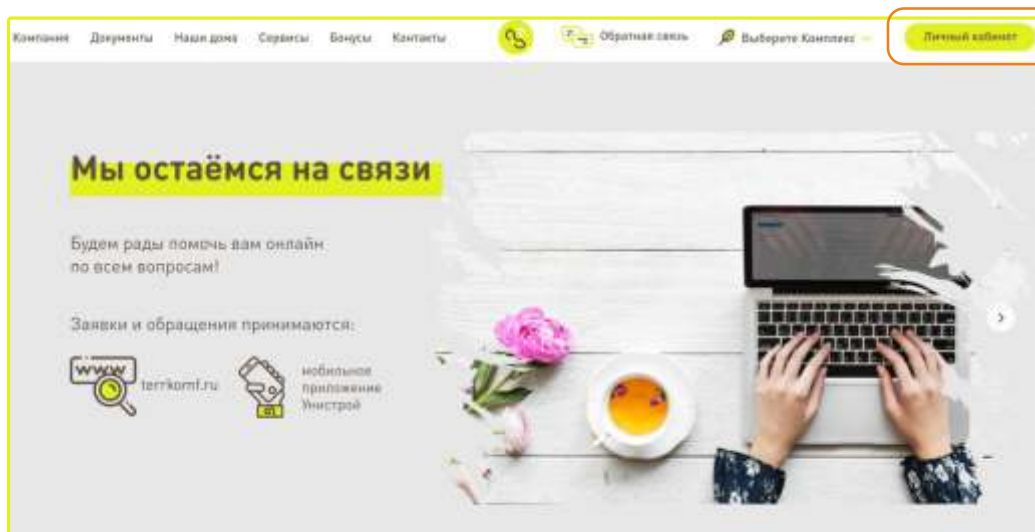 Компания Документы Наши дома Сервисы Бонусы Контакты Обратная связь Выберете Комплекс Личный кабинет
Мы остаёмся на связи
Будем рады помочь вам онлайн
по всем вопросам!
Заявки и обращения принимаются:
www
terrkomf.ru
мобильное
приложение
Унистрой